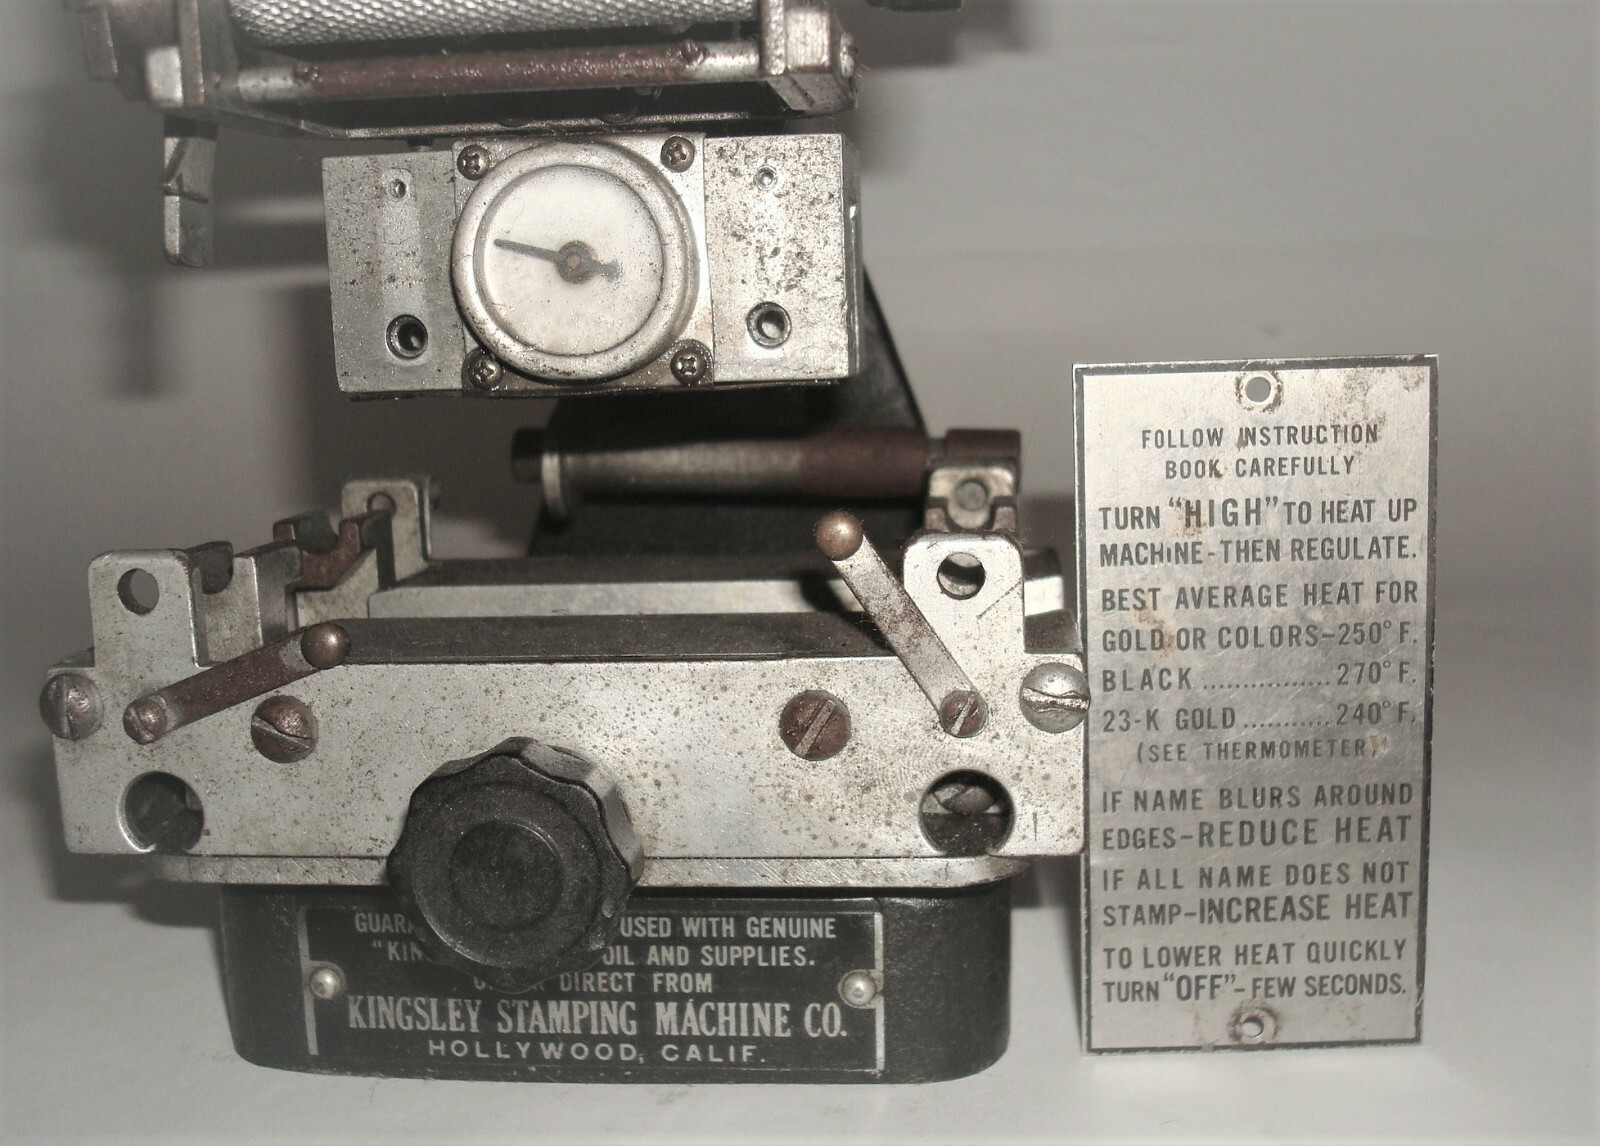 FOLLOW INSTRUCTION
BOOK CAREFULLY
TURN "HIGH" TO HEAT UP
MACHINE-THEN REGULATE.
BEST AVERAGE HEAT FOR
GOLD OR COLORS-250° F.
BLACK ................ 270° F.
23-K GOLD ........... 240° F.
(SEE THERMOMETER)
IF NAME BLURS AROUND
EDGES-REDUCE HEAT
IF ALL NAME DOES NOT
STAMP-INCREASE HEAT
TO LOWER HEAT QUICKLY
TURN "OFF"-FEW SECONDS.
USED WITH GENUINE
OIL AND SUPPLIES.
DIRECT FROM
KINGSLEY STAMPING MACHINE CO.
HOLLYWOOD, CALIF.